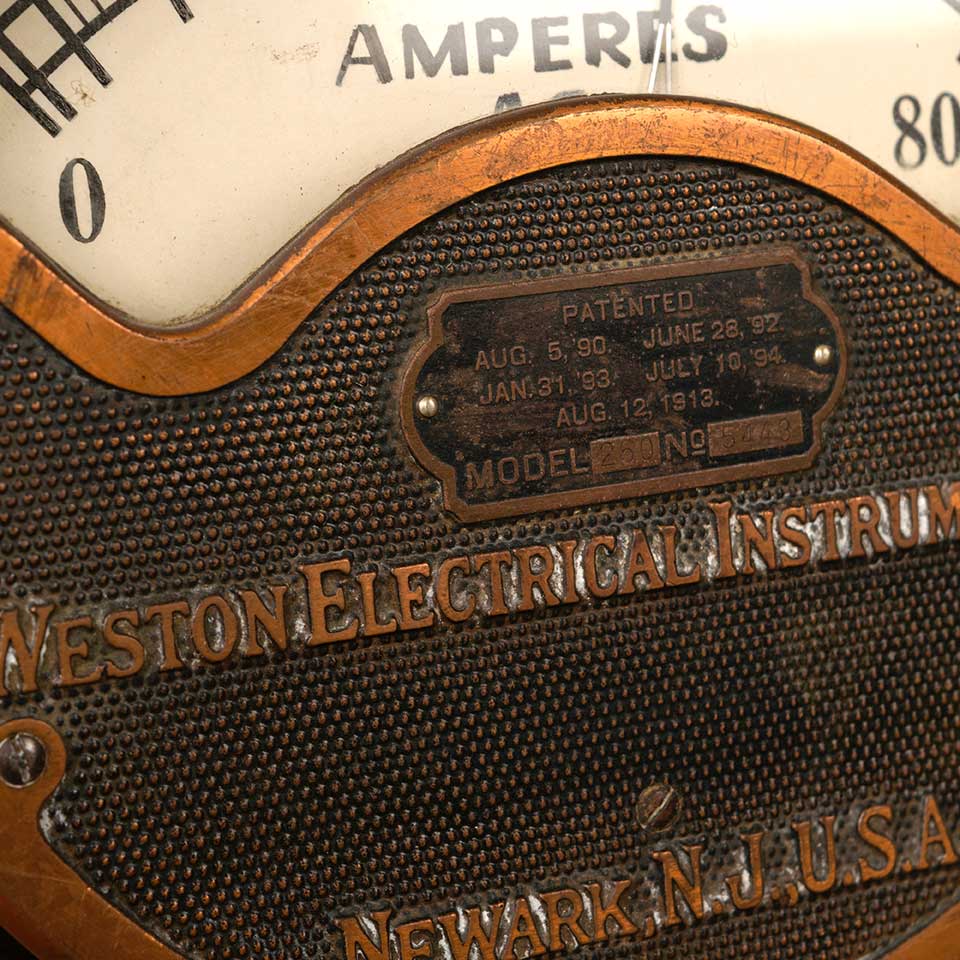 AMPERES
0
80
PATENTED
AUG. 5, '90. JUNE 28, '92.
JAN. 31, '93. JULY 10, '94.
AUG. 12, 1913.
MODEL 260 No 5443
WESTON ELECTRICAL INSTRUM
NEWARK, N.J., U.S.A